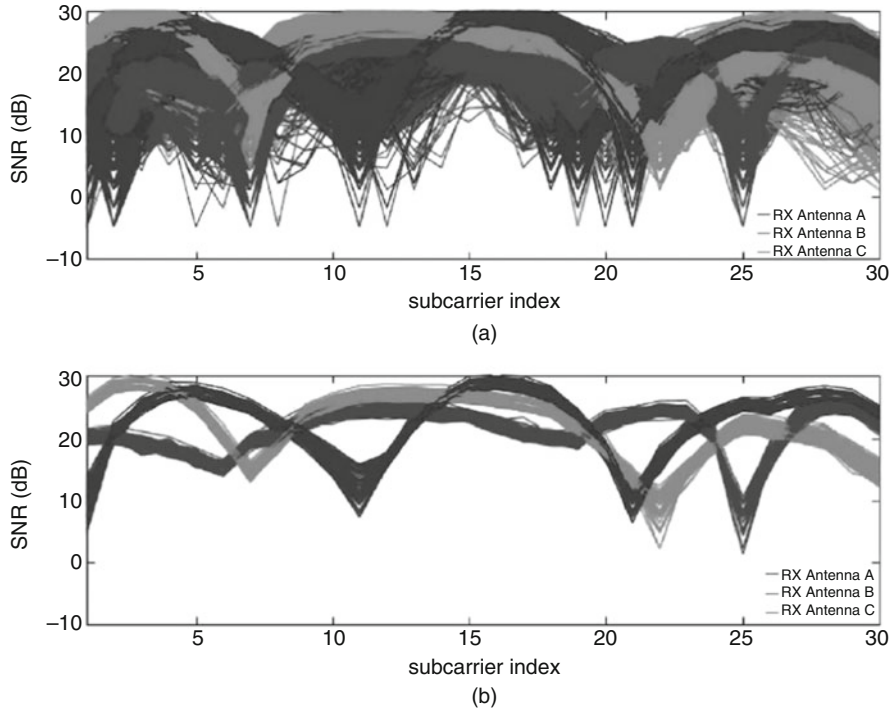 30
20
10
0
−10
SNR (dB)
5
10
15
20
25
30
subcarrier index
RX Antenna A
RX Antenna B
RX Antenna C
(a)
30
20
10
0
−10
SNR (dB)
5
10
15
20
25
30
subcarrier index
RX Antenna A
RX Antenna B
RX Antenna C
(b)